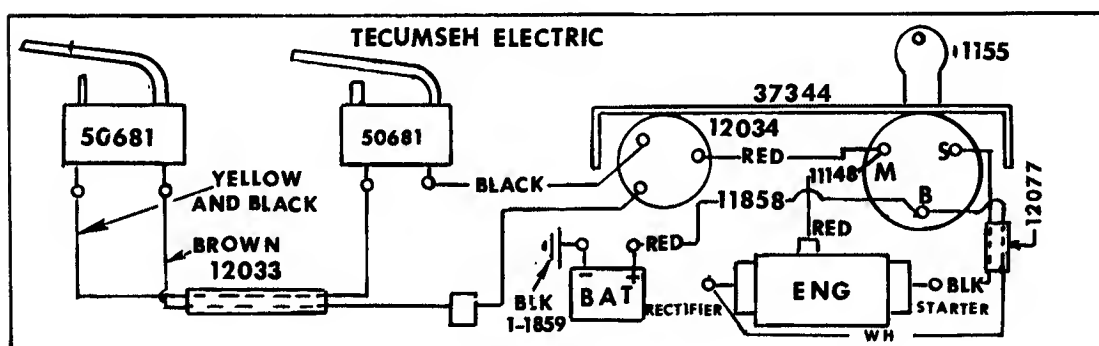 TECUMSEH ELECTRIC
1155
37344
50681
50681
12034
RED
11148
M
S
B
YELLOW
AND BLACK
BLACK
11858
12077
BROWN
12033
RED
RED
BLK
1-1859
- +
BAT
RECTIFIER
ENG
BLK
STARTER
WH